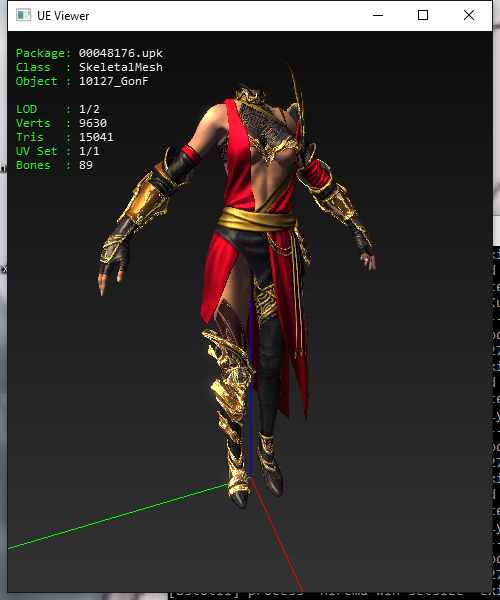 UE Viewer
Package: 00048176.upk
Class : SkeletalMesh
Object : 10127_GonF
LOD : 1/2
Verts : 9630
Tris : 15041
UV Set : 1/1
Bones : 89